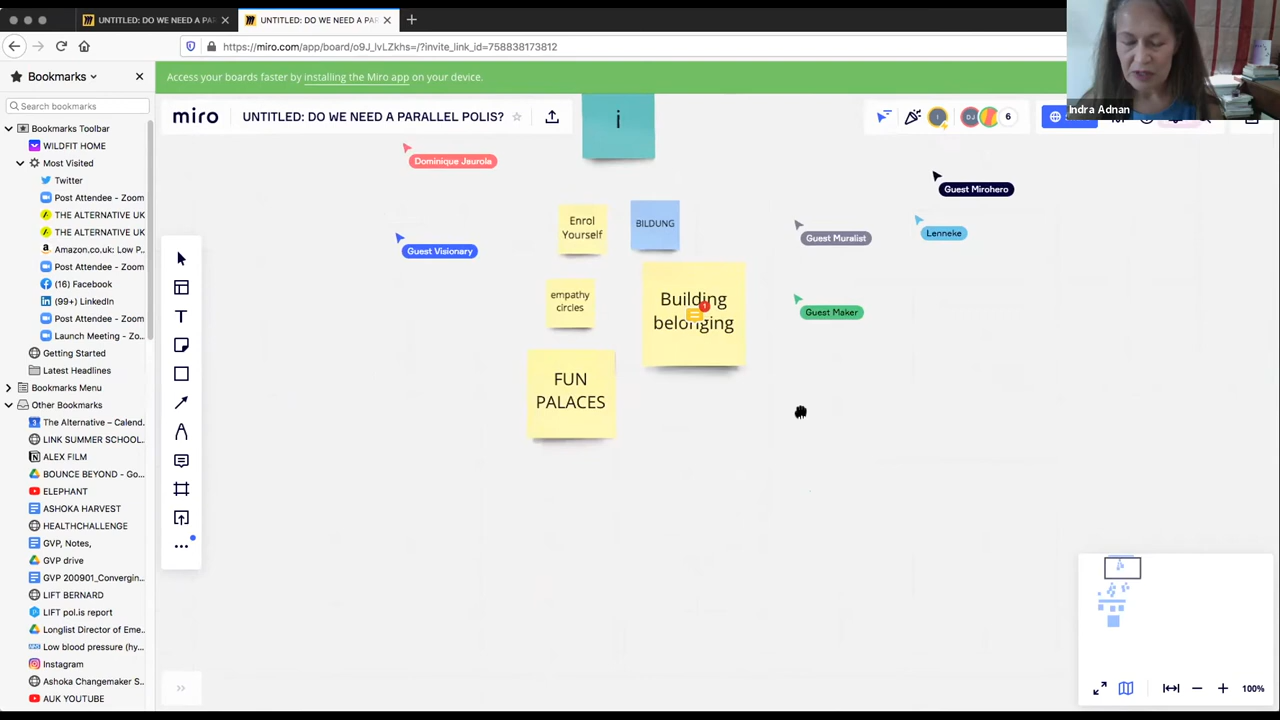 UNTITLED: DO WE NEED A PAR
UNTITLED: DO WE NEED A PAR
https://miro.com/app/board/o9J_lvLZkhs=/?invite_link_id=758838173812
Bookmarks
Search bookmarks
Bookmarks Toolbar
WILDFIT HOME
Most Visited
Twitter
Post Attendee - Zoom
THE ALTERNATIVE UK
THE ALTERNATIVE UK
Amazon.co.uk: Low P...
Post Attendee - Zoom
(16) Facebook
(99+) LinkedIn
Post Attendee - Zoom
Launch Meeting - Zo...
Getting Started
Latest Headlines
Bookmarks Menu
Other Bookmarks
The Alternative – Calend...
LINK SUMMER SCHOOL...
ALEX FILM
BOUNCE BEYOND - Go...
ELEPHANT
ASHOKA HARVEST
HEALTHCHALLENGE
GVP, Notes,
GVP drive
GVP 200901_Converging...
LIFT BERNARD
LIFT pol.is report
Longlist Director of Eme...
Low blood pressure (hy...
Instagram
Ashoka Changemaker S...
AUK YOUTUBE
Access your boards faster by installing the Miro app on your device.
miro
UNTITLED: DO WE NEED A PARALLEL POLIS?
DJ
6
Indra Adnan
i
Dominique Jeurola
Guest Mirohero
Guest Visionary
Enrol
Yourself
BILDUNG
Guest Muralist
Lenneke
empathy
circles
Building
belonging
1
Guest Maker
FUN
PALACES
100%